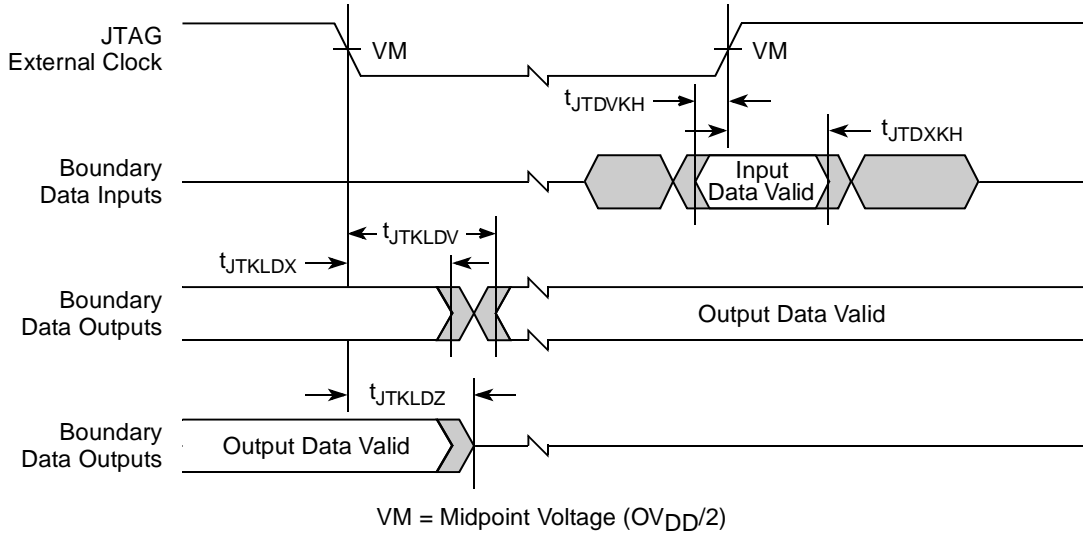 JTAG
External Clock
VM
VM
tJTDVKH
tJTDXKH
Boundary
Data Inputs
Input
Data Valid
tJTKLDV
tJTKLDX
Boundary
Data Outputs
Output Data Valid
tJTKLDZ
Boundary
Data Outputs
Output Data Valid
VM = Midpoint Voltage (OVDD/2)